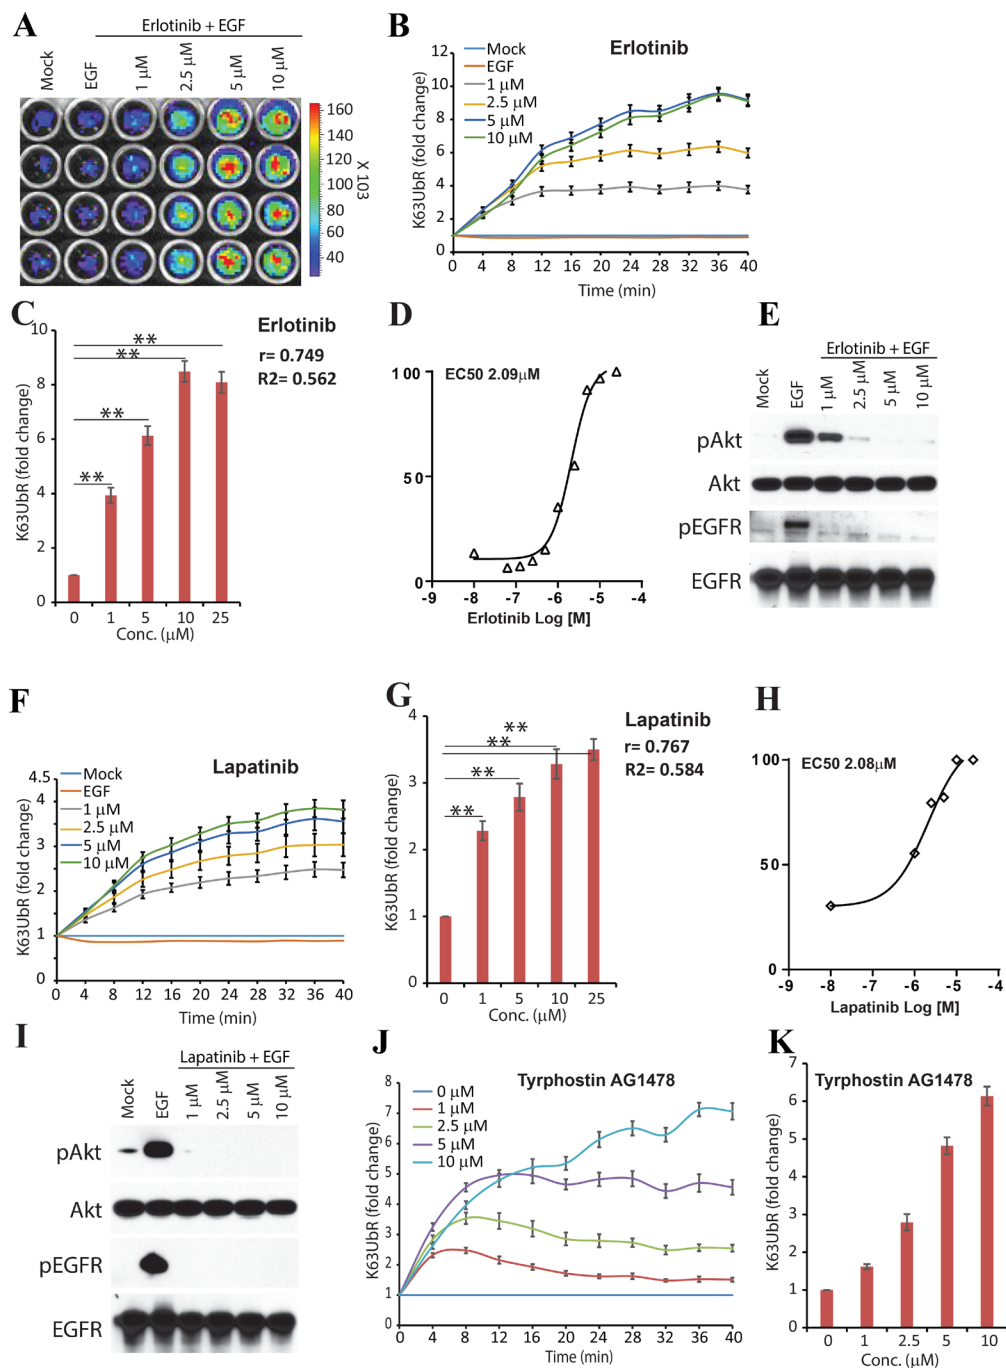 A
Erlotinib + EGF
Mock
EGF
1 μM
2.5 μM
5 μM
10 μM
160
140
120
100
80
60
40
X 103
B
Erlotinib
Mock
EGF
1 μM
2.5 μM
5 μM
10 μM
K63UbR (fold change)
12
10
8
6
4
2
0
0 4 8 12 16 20 24 28 32 36 40
Time (min)
C
Erlotinib
r= 0.749
R2= 0.562
**
**
**
**
K63UbR (fold change)
10
8
6
4
2
0
0 1 5 10 25
Conc. (μM)
D
EC50 2.09μM
100
50
0
-9 -8 -7 -6 -5 -4
Erlotinib Log [M]
E
Erlotinib + EGF
Mock
EGF
1 μM
2.5 μM
5 μM
10 μM
pAkt
Akt
pEGFR
EGFR
F
Lapatinib
Mock
EGF
1 μM
2.5 μM
5 μM
10 μM
K63UbR (fold change)
4.5
3
2
1
0
0 4 8 12 16 20 24 28 32 36 40
Time (min)
G
Lapatinib
r= 0.767
R2= 0.584
**
**
**
**
K63UbR (fold change)
4
3
2
1
0
0 1 5 10 25
Conc. (μM)
H
EC50 2.08μM
100
50
0
-9 -8 -7 -6 -5 -4
Lapatinib Log [M]
I
Lapatinib + EGF
Mock
EGF
1 μM
2.5 μM
5 μM
10 μM
pAkt
Akt
pEGFR
EGFR
J
Tyrphostin AG1478
0 μM
1 μM
2.5 μM
5 μM
10 μM
K63UbR (fold change)
8
7
6
5
4
3
2
1
0
0 4 8 12 16 20 24 28 32 36 40
Time (min)
K
Tyrphostin AG1478
K63UbR (fold change)
7
6
5
4
3
2
1
0
0 1 2.5 5 10
Conc. (μM)